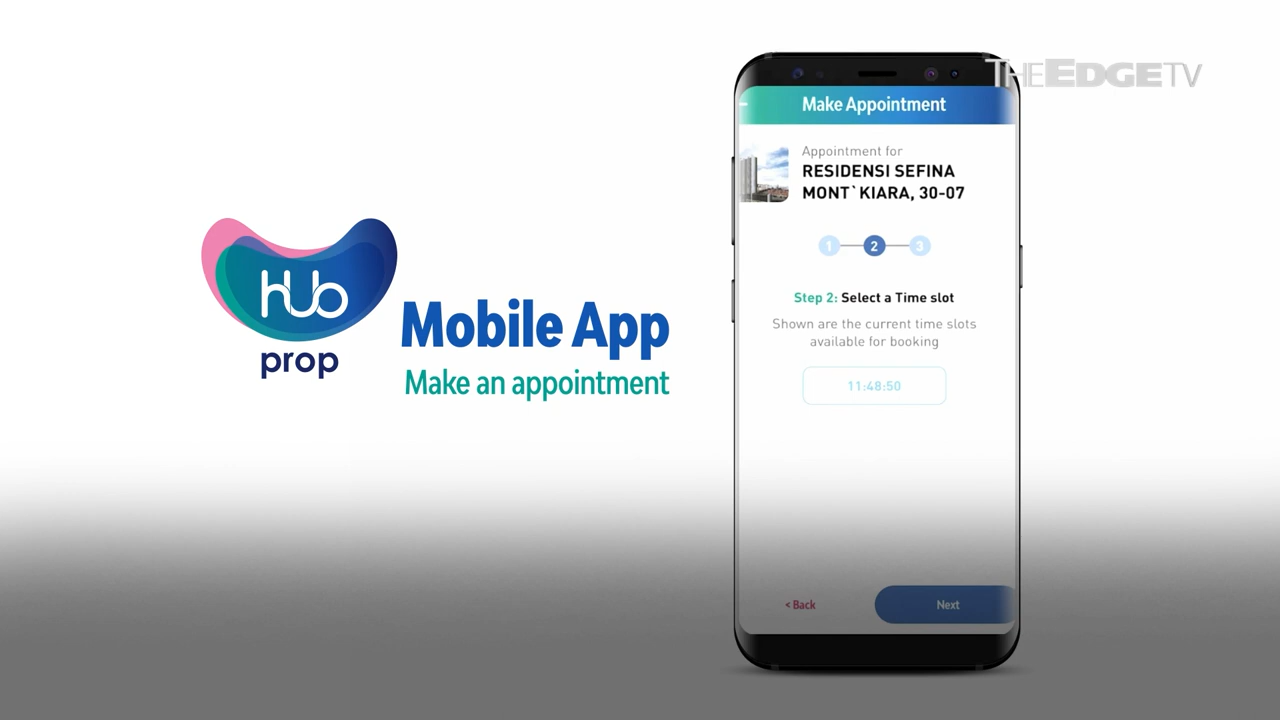 THEEDGETV
Make Appointment
Appointment for
RESIDENSI SEFINA
MONT`KIARA, 30-07
1
2
3
Step 2: Select a Time slot
Shown are the current time slots
available for booking
11:48:50
< Back
Next
hUb
prop
Mobile App
Make an appointment